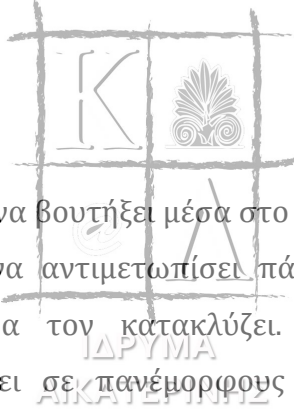 Κ
να βουτήξει μέσα στο
να αντιμετωπίσει πά
Λ
α τον κατακλύζει.
ΙΔΡΥΜΑ
ει σε πανέμορφους
ΑΙΚΑΤΕΡΙΝΗΣ